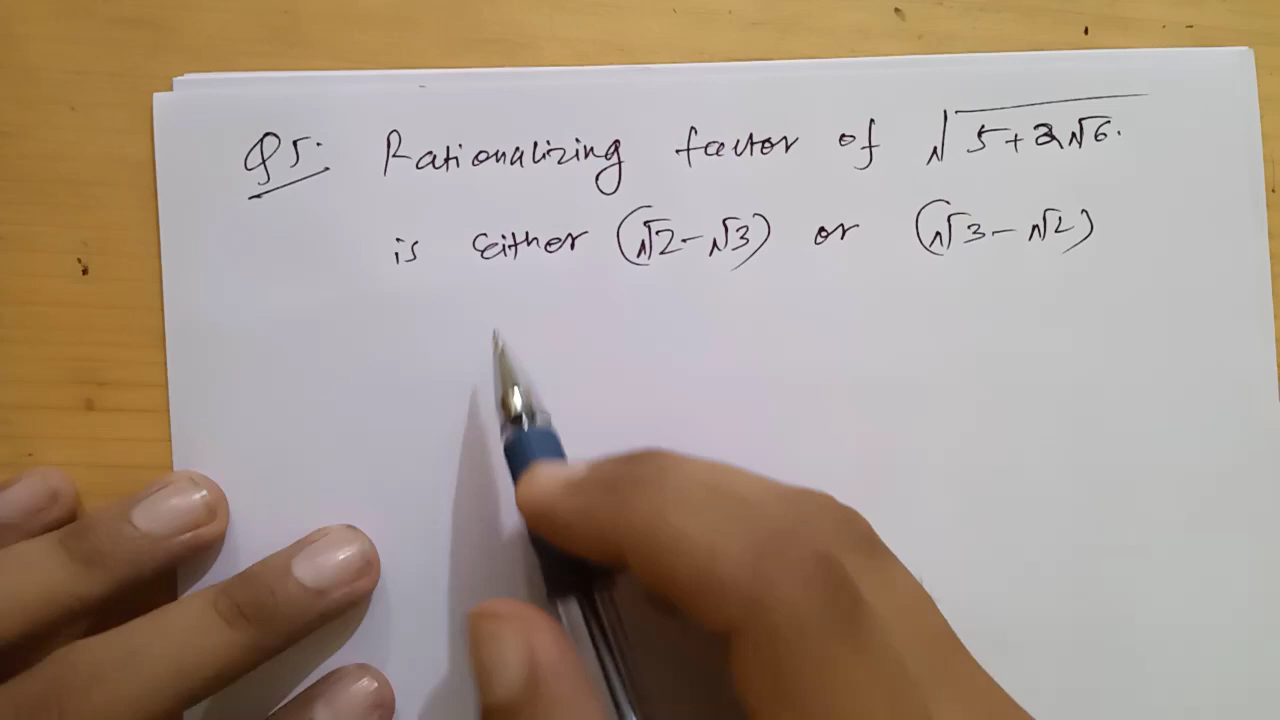 Q5. Rationalizing factor of √5+2√6.
is either (√2-√3) or (√3-√2)